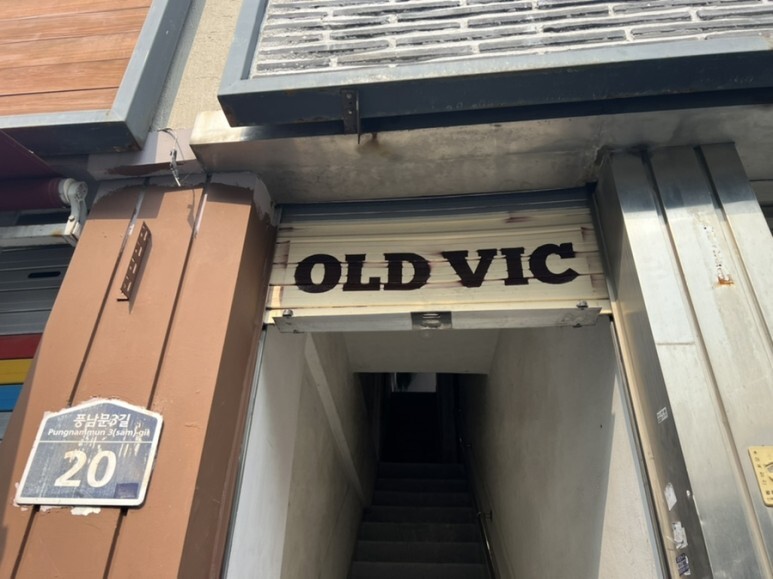 OLD VIC
풍남문3길
Pungnammun 3(sam)-gil
20